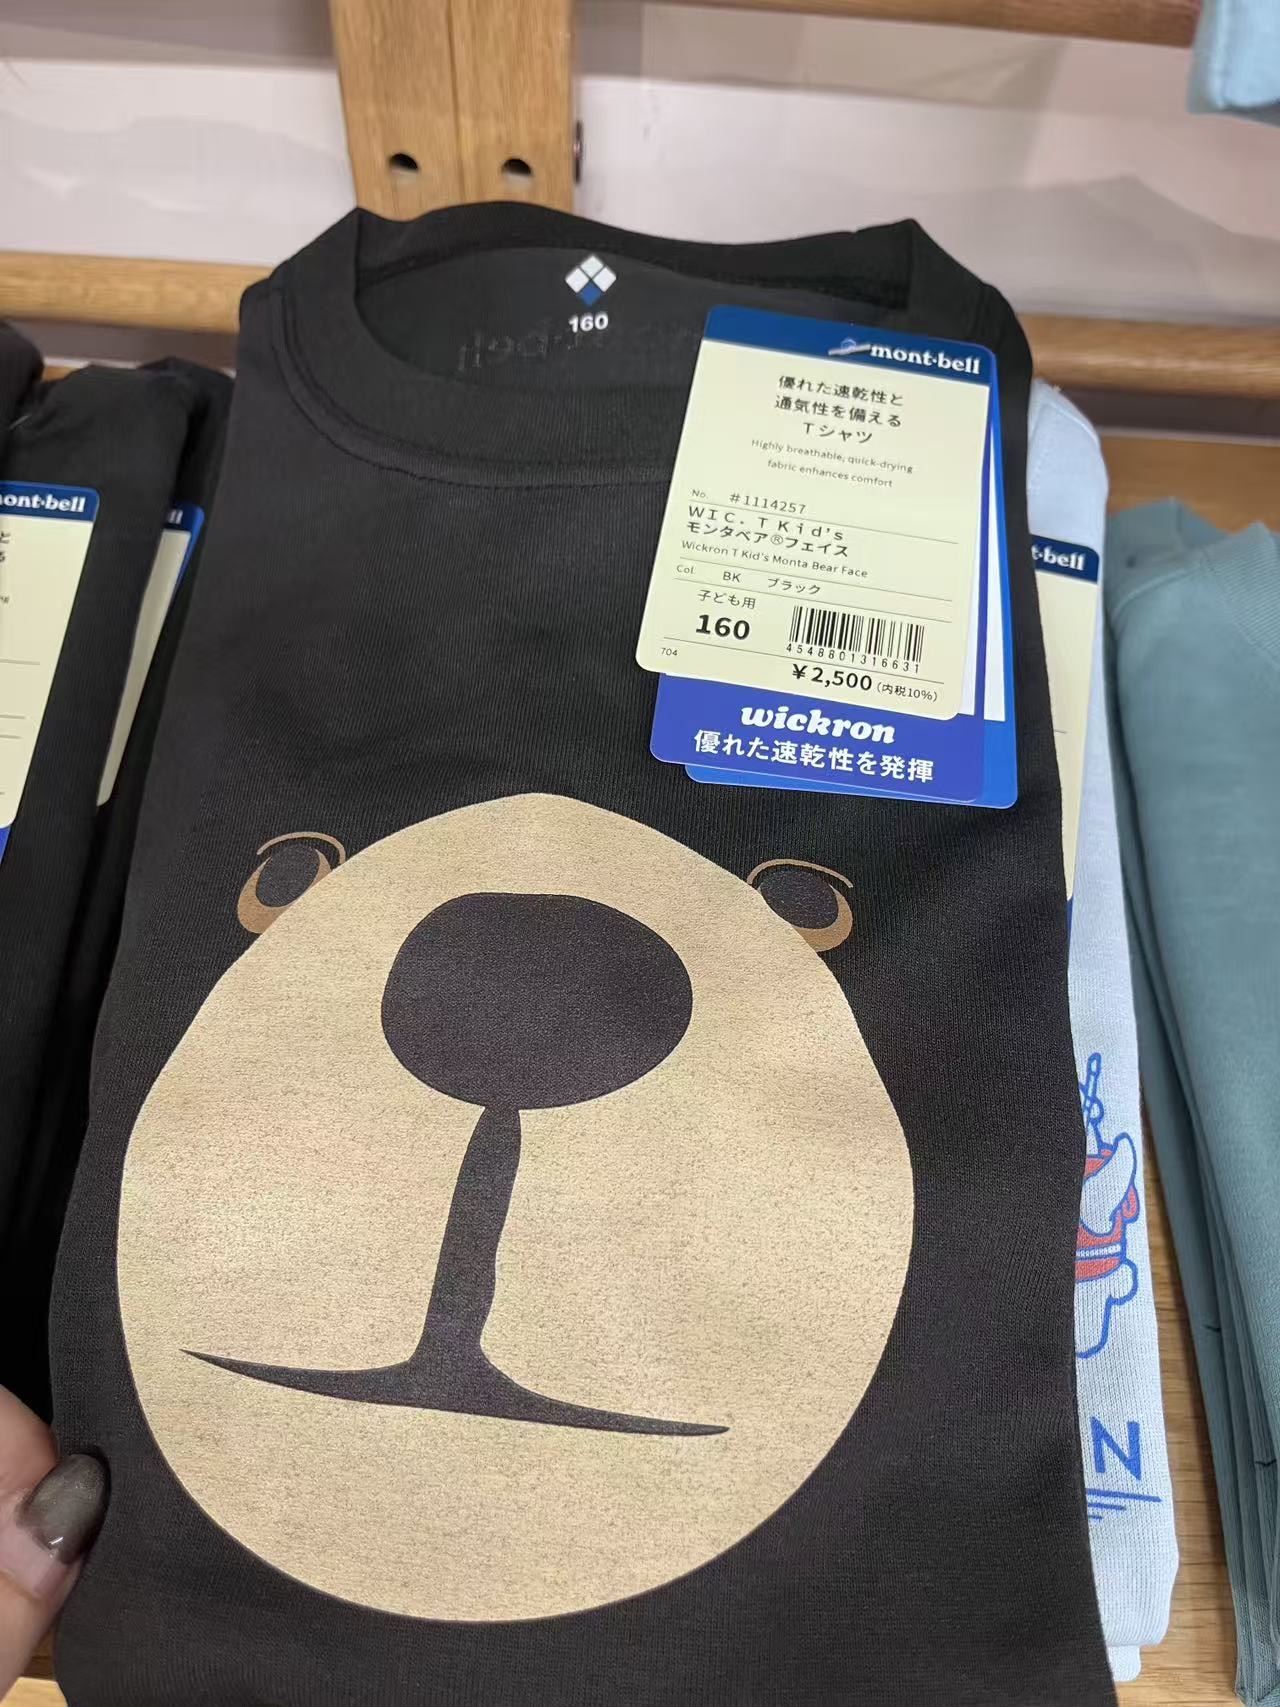 160
mont-bell
優れた速乾性と
通気性を備える
Tシャツ
Highly breathable, quick-drying
fabric enhances comfort
No. #1114257
WIC. T Kid's
モンタベア®フェイス
Wickron T Kid's Monta Bear Face
Col. BK ブラック
子ども用
160
4548801316631
704
¥2,500(内税10%)
wickron
優れた速乾性を発揮
ont-bell
ll
t-bell
N